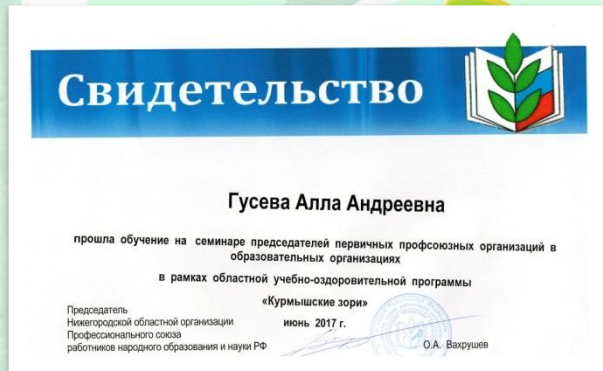 Свидетельство
Гусева Алла Андреевна
прошла обучение на семинаре председателей первичных профсоюзных организаций в
образовательных организациях
в рамках областной учебно-оздоровительной программы
«Курмышские зори»
Председатель
Нижегородской областной организации
Профессионального союза
работников народного образования и науки РФ
июнь 2017 г.
О.А. Вахрушев